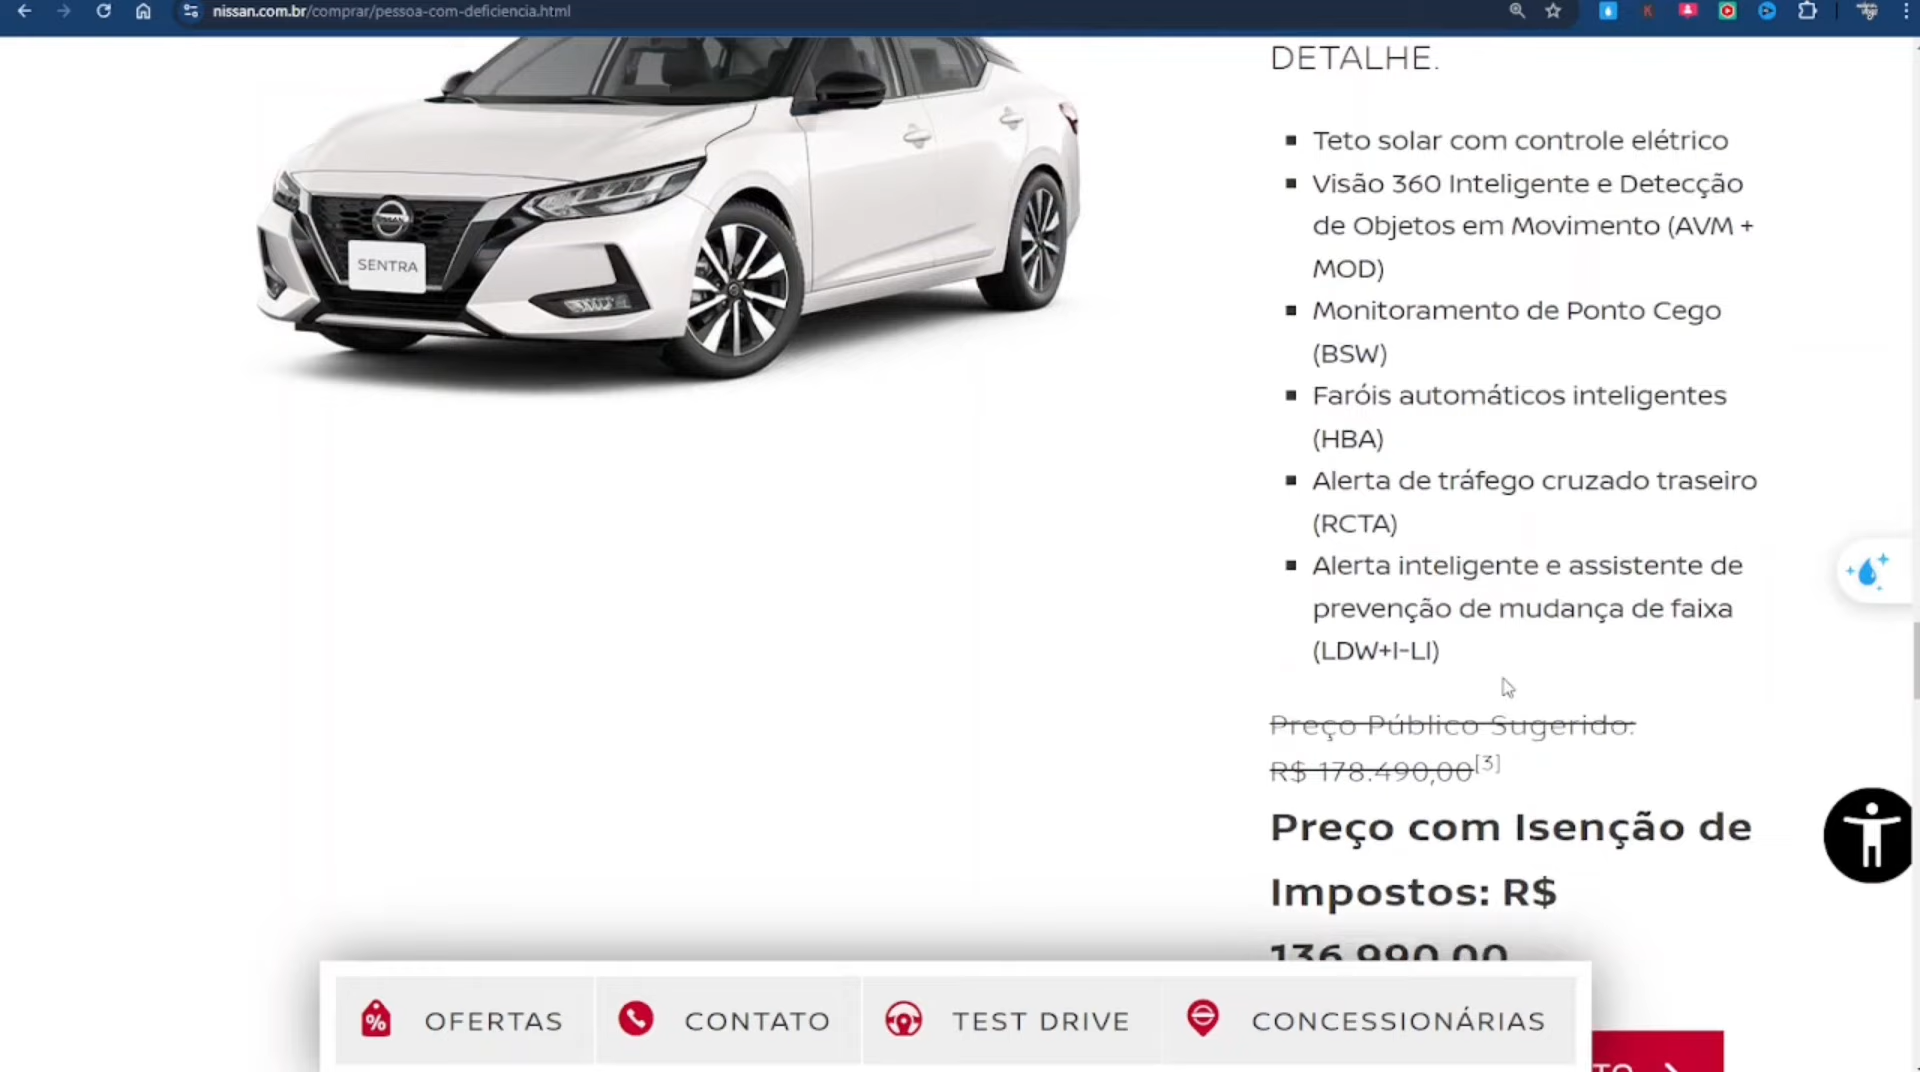 nissan.com.br/comprar/pessoa-com-deficiencia.html
DETALHE.
Teto solar com controle elétrico
Visão 360 Inteligente e Detecção
de Objetos em Movimento (AVM +
MOD)
Monitoramento de Ponto Cego
(BSW)
Faróis automáticos inteligentes
(HBA)
Alerta de tráfego cruzado traseiro
(RCTA)
Alerta inteligente e assistente de
prevenção de mudança de faixa
(LDW+I-LI)
Preço Público Sugerido:
R$ 178.490,00[3]
Preço com Isenção de
Impostos: R$
136.990,00
SENTRA
OFERTAS
CONTATO
TEST DRIVE
CONCESSIONÁRIAS